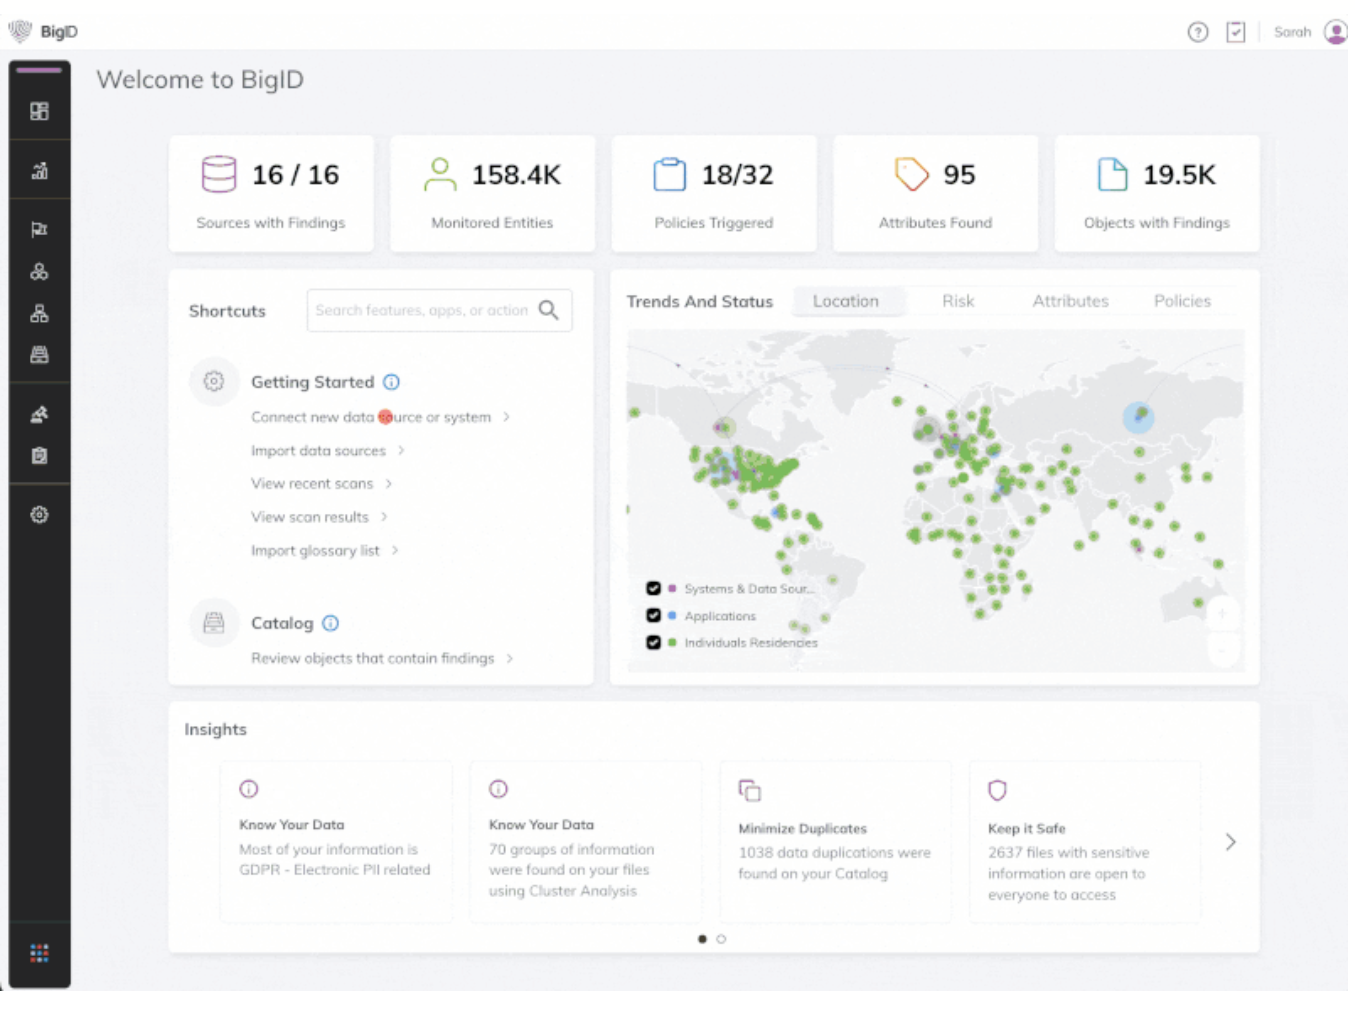 BigID
Sarah
Welcome to BigID
16 / 16
Sources with Findings
158.4K
Monitored Entities
18/32
Policies Triggered
95
Attributes Found
19.5K
Objects with Findings
Shortcuts
Search features, apps, or action
Getting Started
Connect new data source or system
Import data sources
View recent scans
View scan results
Import glossary list
Catalog
Review objects that contain findings
Trends And Status
Location
Risk
Attributes
Policies
Systems & Data Sour...
Applications
Individuals Residencies
Insights
Know Your Data
Most of your information is
GDPR - Electronic PII related
Know Your Data
70 groups of information
were found on your files
using Cluster Analysis
Minimize Duplicates
1038 data duplications were
found on your Catalog
Keep it Safe
2637 files with sensitive
information are open to
everyone to access